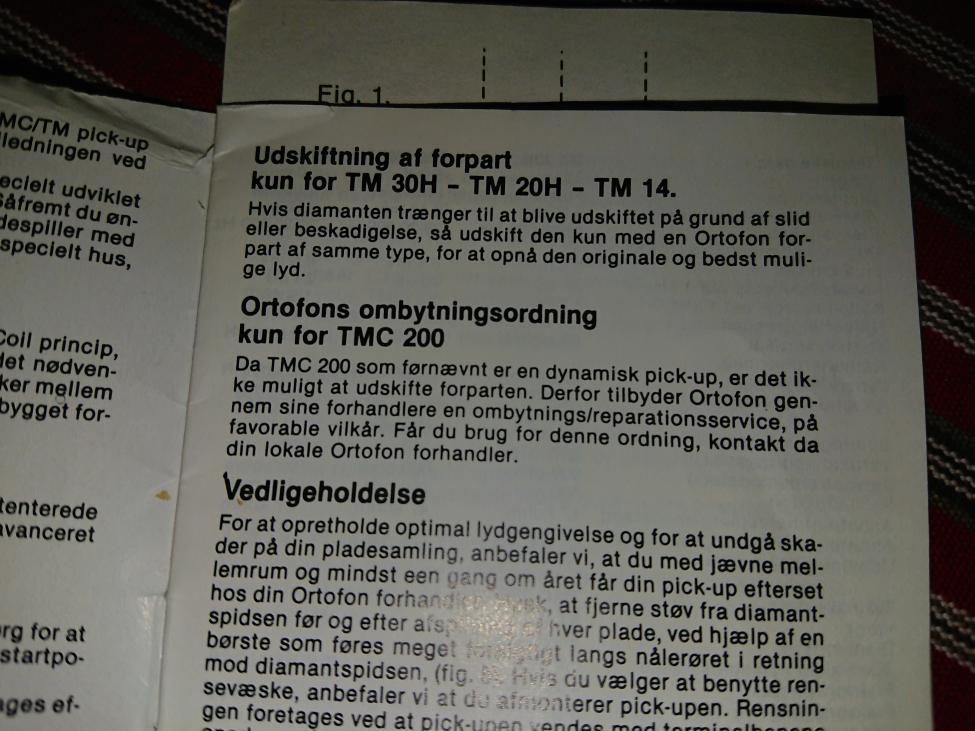 Fig. 1.
MC/TM pick-up
ledningen ved
ecielt udviklet
Såfremt du øn-
despiller med
specielt hus,
Coil princip,
det nødven-
ker mellem
bygget for-
tenterede
avanceret
rg for at
startpo-
ages ef-
Udskiftning af forpart
kun for TM 30H – TM 20H – TM 14.
Hvis diamanten trænger til at blive udskiftet på grund af slid
eller beskadigelse, så udskift den kun med en Ortofon for-
part af samme type, for at opnå den originale og bedst muli-
ge lyd.
Ortofons ombytningsordning
kun for TMC 200
Da TMC 200 som førnævnt er en dynamisk pick-up, er det ik-
ke muligt at udskifte forparten. Derfor tilbyder Ortofon gen-
nem sine forhandlere en ombytnings/reparationsservice, på
favorable vilkår. Får du brug for denne ordning, kontakt da
din lokale Ortofon forhandler.
Vedligeholdelse
For at opretholde optimal lydgengivelse og for at undgå ska-
der på din pladesamling, anbefaler vi, at du med jævne mel-
lemrum og mindst een gang om året får din pick-up efterset
hos din Ortofon at fjerne støv fra diamant-
spidsen før og efter hver plade, ved hjælp af en
børste som føres meget langs nålerøret i retning
mod diamantspidsen, (fig. Hvis du vælger at benytte ren-
sevæske, anbefaler vi at du afmonterer pick-upen. Rensnin-
gen foretages ved at pick-upen vendes med